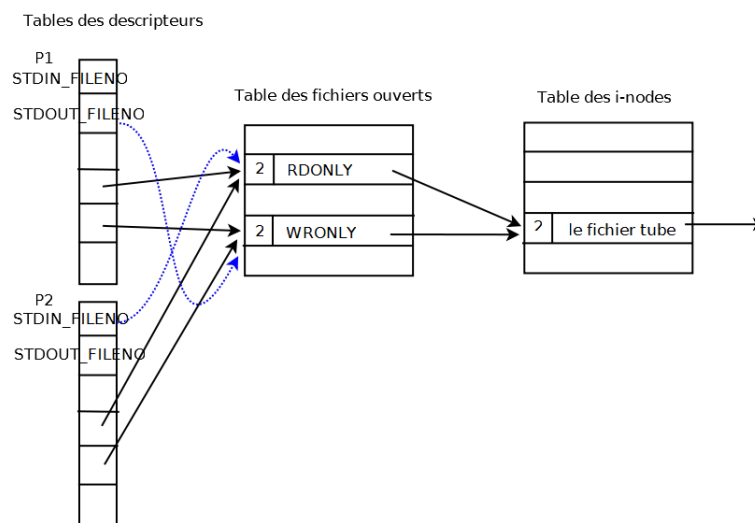 Tables des descripteurs
P1
STDIN_FILENO
STDOUT_FILENO
Table des fichiers ouverts
Table des i-nodes
2 RDONLY
2 WRONLY
2 le fichier tube
P2
STDIN_FILENO
STDOUT_FILENO